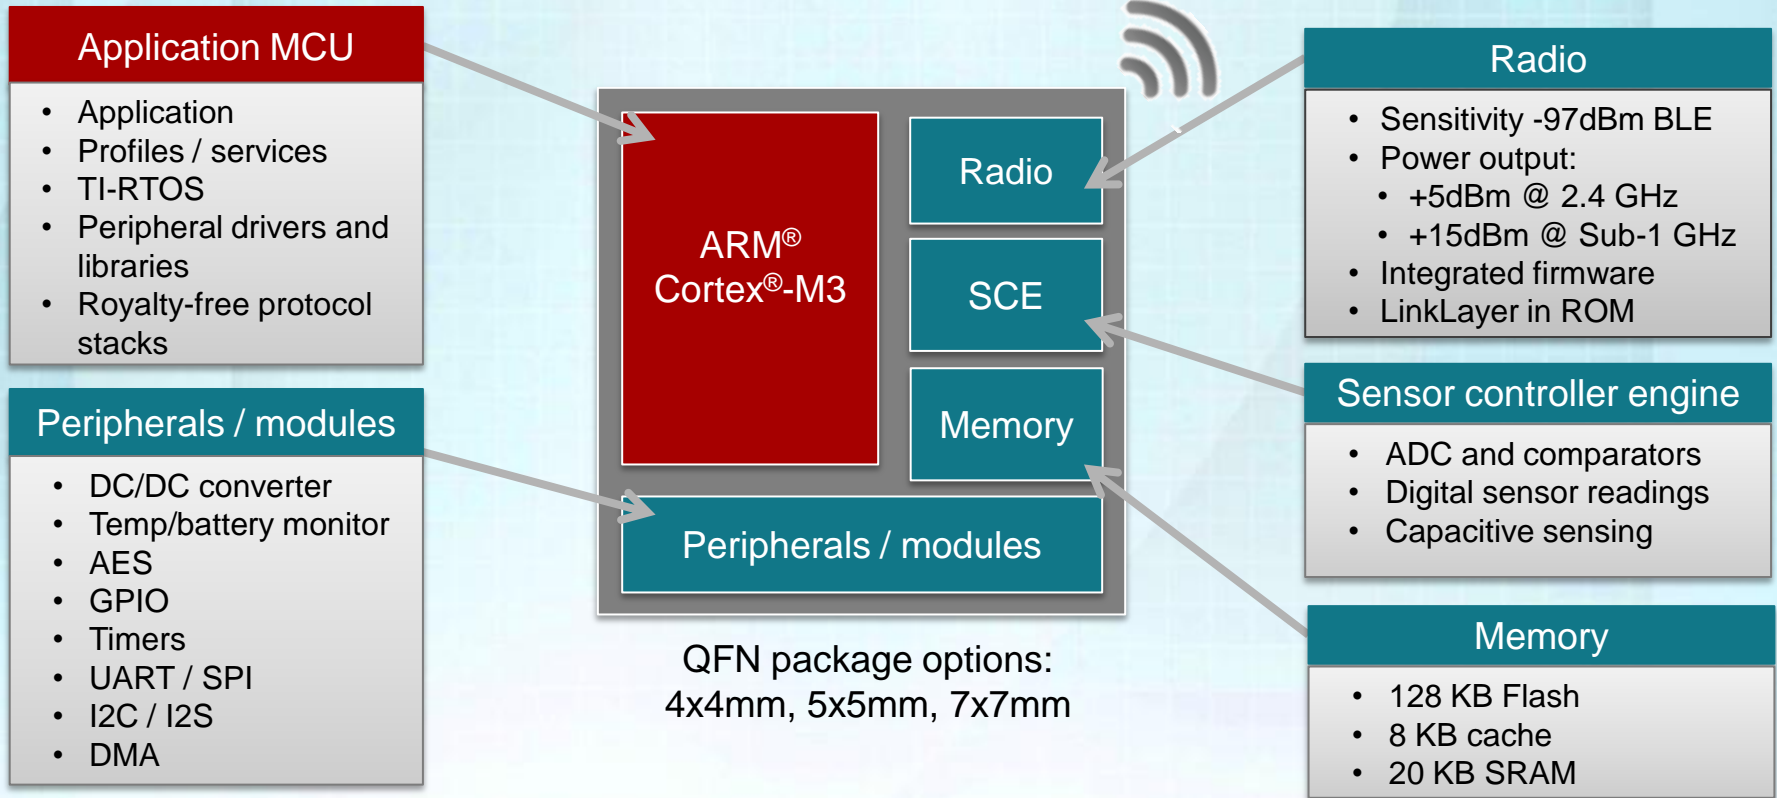 Application MCU
• Application
• Profiles / services
• TI-RTOS
• Peripheral drivers and
libraries
• Royalty-free protocol
stacks
Peripherals / modules
• DC/DC converter
• Temp/battery monitor
• AES
• GPIO
• Timers
• UART / SPI
• I2C / I2S
• DMA
ARM®
Cortex®-M3
Radio
SCE
Memory
Peripherals / modules
QFN package options:
4x4mm, 5x5mm, 7x7mm
Radio
• Sensitivity -97dBm BLE
• Power output:
• +5dBm @ 2.4 GHz
• +15dBm @ Sub-1 GHz
• Integrated firmware
• LinkLayer in ROM
Sensor controller engine
• ADC and comparators
• Digital sensor readings
• Capacitive sensing
Memory
• 128 KB Flash
• 8 KB cache
• 20 KB SRAM